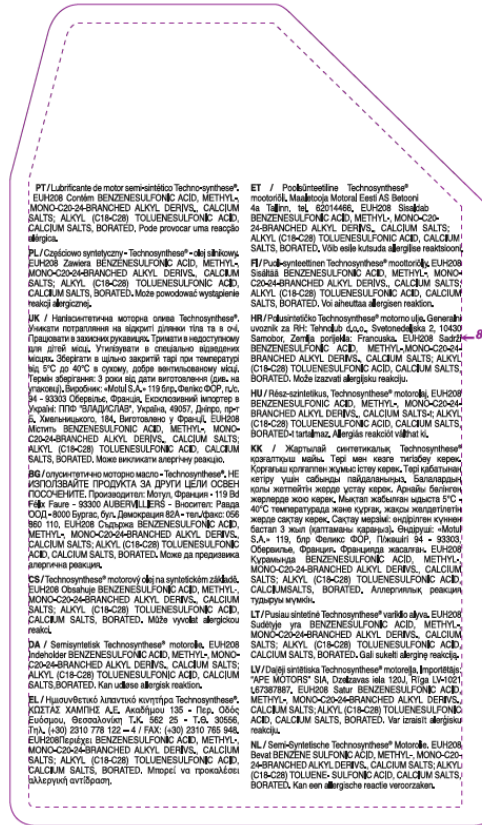 PT / Lubrificante de motor semi-sintético Techno-synthese®.
EUH208 Contém BENZENESULFONIC ACID, METHYL-,
MONO-C20-24-BRANCHED ALKYL DERIVS., CALCIUM
SALTS; ALKYL (C18-C28) TOLUENESULFONIC ACID,
CALCIUM SALTS, BORATED. Pode provocar uma reacção
alérgica.
PL / Częściowo syntetyczny - Technosynthese® - olej silnikowy.
EUH208 Zawiera BENZENESULFONIC ACID, METHYL-,
MONO-C20-24-BRANCHED ALKYL DERIVS., CALCIUM
SALTS; ALKYL (C18-C28) TOLUENESULFONIC ACID,
CALCIUM SALTS, BORATED. Może powodować wystąpienie
reakcji alergicznej.
UK / Напівсинтетична моторна олива Technosynthese®.
Уникати потрапляння на відкриті ділянки тіла та в очі.
Працювати в захисних рукавицях. Тримати в недоступному
для дітей місці. Утилізувати в спеціально відведених
місцях. Зберігати в щільно закритій тарі при температурі
від 5°C до 40°C в сухому, добре вентильованому місці.
Термін зберігання: 3 роки від дати виготовлення (див. на
упаковці). Виробник: «Motul S.A.» 119 блр. Фелікс ФОР, п/с.
94 - 93303 Обервільє, Франція, Ексклюзивний імпортер в
Україні: ППФ "ВЛАДИСЛАВ", Україна, 49057, Дніпро, пр-т
Б. Хмельницького, 164, Виготовлено у Франції. EUH208
Містить BENZENESULFONIC ACID, METHYL-, MONO-
C20-24-BRANCHED ALKYL DERIVS., CALCIUM SALTS;
ALKYL (C18-C28) TOLUENESULFONIC ACID, CALCIUM
SALTS, BORATED. Може викликати алергічну реакцію.
BG / олусинтетично моторно масло - Technosynthese®. НЕ
ИЗПОЛЗВАЙТЕ ПРОДУКТА ЗА ДРУГИ ЦЕЛИ ОСВЕН
ПОСОЧЕНИТЕ. Производител: Мотул, Франция - 119 Bd
Félix Faure - 93300 AUBERVILLIERS - Вносител: Равда
ООД -8000 Бургас, бул. Демокрация 82А - тел./факс: 056
860 110, EUH208 Съдържа BENZENESULFONIC ACID,
METHYL-, MONO-C20-24-BRANCHED ALKYL DERIVS.,
CALCIUM SALTS; ALKYL (C18-C28) TOLUENESULFONIC
ACID, CALCIUM SALTS, BORATED. Може да предизвика
алергична реакция.
CS / Technosynthese® motorový olej na syntetickém základě.
EUH208 Obsahuje BENZENESULFONIC ACID, METHYL-,
MONO-C20-24-BRANCHED ALKYL DERIVS., CALCIUM
SALTS; ALKYL (C18-C28) TOLUENESULFONIC ACID,
CALCIUM SALTS, BORATED. Může vyvolat alergickou
reakci.
DA / Semisyntetisk Technosynthese® motorolie. EUH208
Indeholder BENZENESULFONIC ACID, METHYL-, MONO-
C20-24-BRANCHED ALKYL DERIVS., CALCIUM SALTS;
ALKYL (C18-C28) TOLUENESULFONIC ACID, CALCIUM
SALTS,BORATED. Kan udløse allergisk reaktion.
EL / Ημισυνθετικό λιπαντικό κινητήρα Technosynthese®.
ΚΩΣΤΑΣ ΧΑΜΠΗΣ Α.Ε. Ακαδήμου 135 - Περ. Οδός
Ευόσμου, Θεσσαλονίκη Τ.Κ. 562 25 - Τ.Θ. 30556,
Τηλ. (+30) 2310 778 122 – 4 / FAX: (+30) 2310 765 948.
EUH208Περιέχει BENZENESULFONIC ACID, METHYL-,
MONO-C20-24-BRANCHED ALKYL DERIVS., CALCIUM
SALTS; ALKYL (C18-C28) TOLUENESULFONIC ACID,
CALCIUM SALTS, BORATED. Μπορεί να προκαλέσει
αλλεργική αντίδραση.
ET / Poolsünteetiline Technosynthese®
mootoriõli. Maaletooja Motoral Eesti AS Betooni
4a Tallinn, tel. 62014466, EUH208 Sisaldab
BENZENESULFONIC ACID, METHYL-, MONO-C20-
24-BRANCHED ALKYL DERIVS., CALCIUM SALTS;
ALKYL (C18-C28) TOLUENESULFONIC ACID, CALCIUM
SALTS, BORATED. Võib esile kutsuda allergilise reaktsiooni.
FI / Puoli-synteettinen Technosynthese® moottoriöljy. EUH208
Sisältää BENZENESULFONIC ACID, METHYL-, MONO-
C20-24-BRANCHED ALKYL DERIVS., CALCIUM SALTS;
ALKYL (C18-C28) TOLUENESULFONIC ACID, CALCIUM
SALTS, BORATED. Voi aiheuttaa allergisen reaktion.
HR / Polusintetičko Technosynthese® motorno ulje. Generalni
uvoznik za RH: Tehnolub d.o.o., Svetonedeljska 2, 10430
Samobor, Zemlja porijekla: Francuska. EUH208 Sadrži
BENZENESULFONIC ACID, METHYL-, MONO-C20-24-
BRANCHED ALKYL DERIVS., CALCIUM SALTS; ALKYL
(C18-C28) TOLUENESULFONIC ACID, CALCIUM SALTS,
BORATED. Može izazvati alergijsku reakciju.
HU / Rész-szintetikus, Technosynthese® motorolaj, EUH208
BENZENESULFONIC ACID, METHYL-, MONO-C20-24-
BRANCHED ALKYL DERIVS., CALCIUM SALTS-t; ALKYL
(C18-C28) TOLUENESULFONIC ACID, CALCIUM SALTS,
BORATED-t tartalmaz. Allergiás reakciót válthat ki.
KK / Жартылай синтетикалық Technosynthese®
қозғалтқыш майы. Тері мен көзге тигізбеу керек.
Қорғағыш қолғаппен жұмыс істеу керек. Тері қабатынан
кетіру үшін сабынды пайдаланыңыз. Балалардың
қолы жетпейтін жерде ұстау керек. Арнайы бөлінген
жерлерде жою керек. Мықтап жабылған ыдыста 5°C -
40°C температурада және құрғақ, жақсы желдетілетін
жерде сақтау керек. Сақтау мерзімі: өндірілген күннен
бастап 3 жыл (қаптаманы қараңыз). Өндіруші: «Motul
S.A.» 119, блр Феликс ФОР, П/жәшігі 94 - 93303,
Обервилье, Франция. Францияда жасалған. EUH208
Құрамында BENZENESULFONIC ACID, METHYL-,
MONO-C20-24-BRANCHED ALKYL DERIVS., CALCIUM
SALTS; ALKYL (C18-C28) TOLUENESULFONIC ACID,
CALCIUMSALTS, BORATED. Аллергиялық реакция
тудыруы мүмкін.
LT / Pusiau sintetinė Technosynthese® variklio alyva. EUH208
Sudėtyje yra BENZENESULFONIC ACID, METHYL-,
MONO-C20-24-BRANCHED ALKYL DERIVS., CALCIUM
SALTS; ALKYL (C18-C28) TOLUENESULFONIC ACID,
CALCIUM SALTS, BORATED. Gali sukelti alerginę reakciją.
LV / Daļēji sintētiska Technosynthese® motoreļļa, Importētājs:
"APE MOTORS" SIA, Dzelzavas iela 120J, Rīga LV-1021,
t,67387887, EUH208 Satur BENZENESULFONIC ACID,
METHYL-, MONO-C20-24-BRANCHED ALKYL DERIVS.,
CALCIUM SALTS; ALKYL (C18-C28) TOLUENESULFONIC
ACID, CALCIUM SALTS, BORATED. Var izraisīt alerģisku
reakciju.
NL / Semi-Syntetische Technosynthese® Motorolie. EUH208
Bevat BENZENE SULFONIC ACID, METHYL-, MONO-C20-
24-BRANCHED ALKYL DERIVS., CALCIUM SALTS; ALKYL
(C18-C28) TOLUENE- SULFONIC ACID, CALCIUM SALTS,
BORATED. Kan een allergische reactie veroorzaken.
8